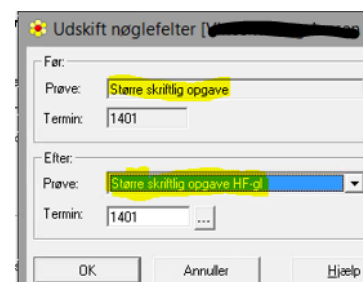 Udskift nøglefelter [
Før:
Prøve: Større skriftlig opgave
Termin: 1401
Efter:
Prøve: Større skriftlig opgave HF-gl
Termin: 1401 ...
OK Annuller Hjælp